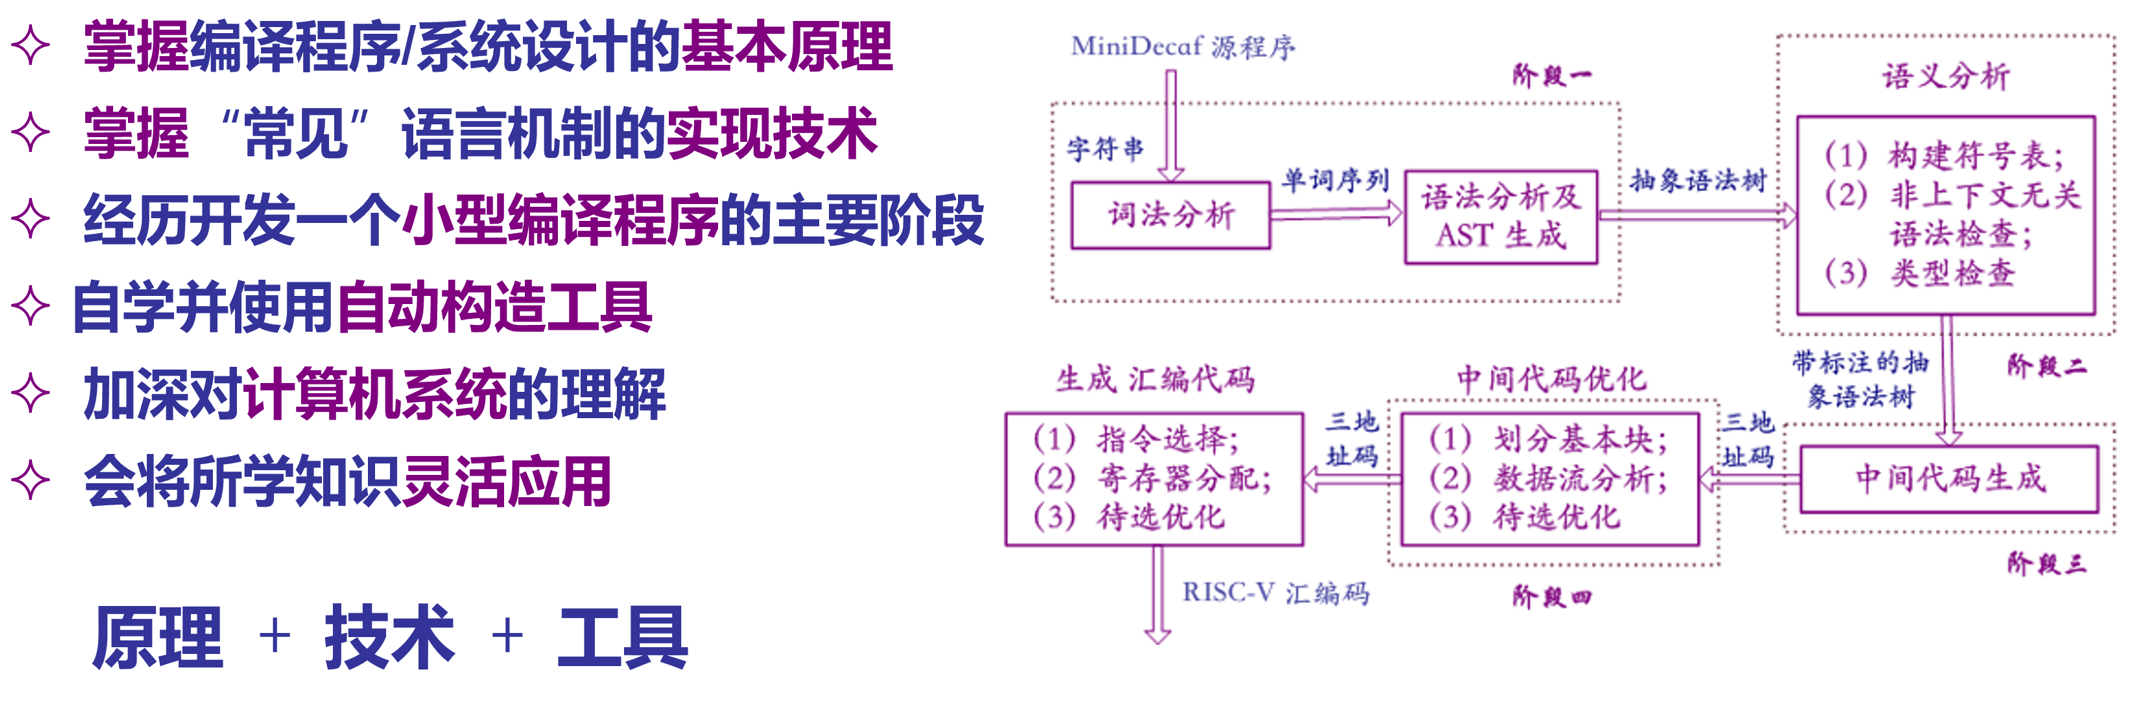 掌握编译程序/系统设计的基本原理
掌握“常见”语言机制的实现技术
经历开发一个小型编译程序的主要阶段
自学并使用自动构造工具
加深对计算机系统的理解
会将所学知识灵活应用
原理 + 技术 + 工具
MiniDecaf 源程序
阶段一
字符串
词法分析
单词序列
语法分析及
AST 生成
抽象语法树
语义分析
(1) 构建符号表;
(2) 非上下文无关
语法检查;
(3) 类型检查
阶段二
带标注的抽
象语法树
中间代码生成
阶段三
三地
址码
中间代码优化
(1) 划分基本块;
(2) 数据流分析;
(3) 待选优化
阶段四
三地
址码
生成 汇编代码
(1) 指令选择;
(2) 寄存器分配;
(3) 待选优化
RISC-V 汇编码